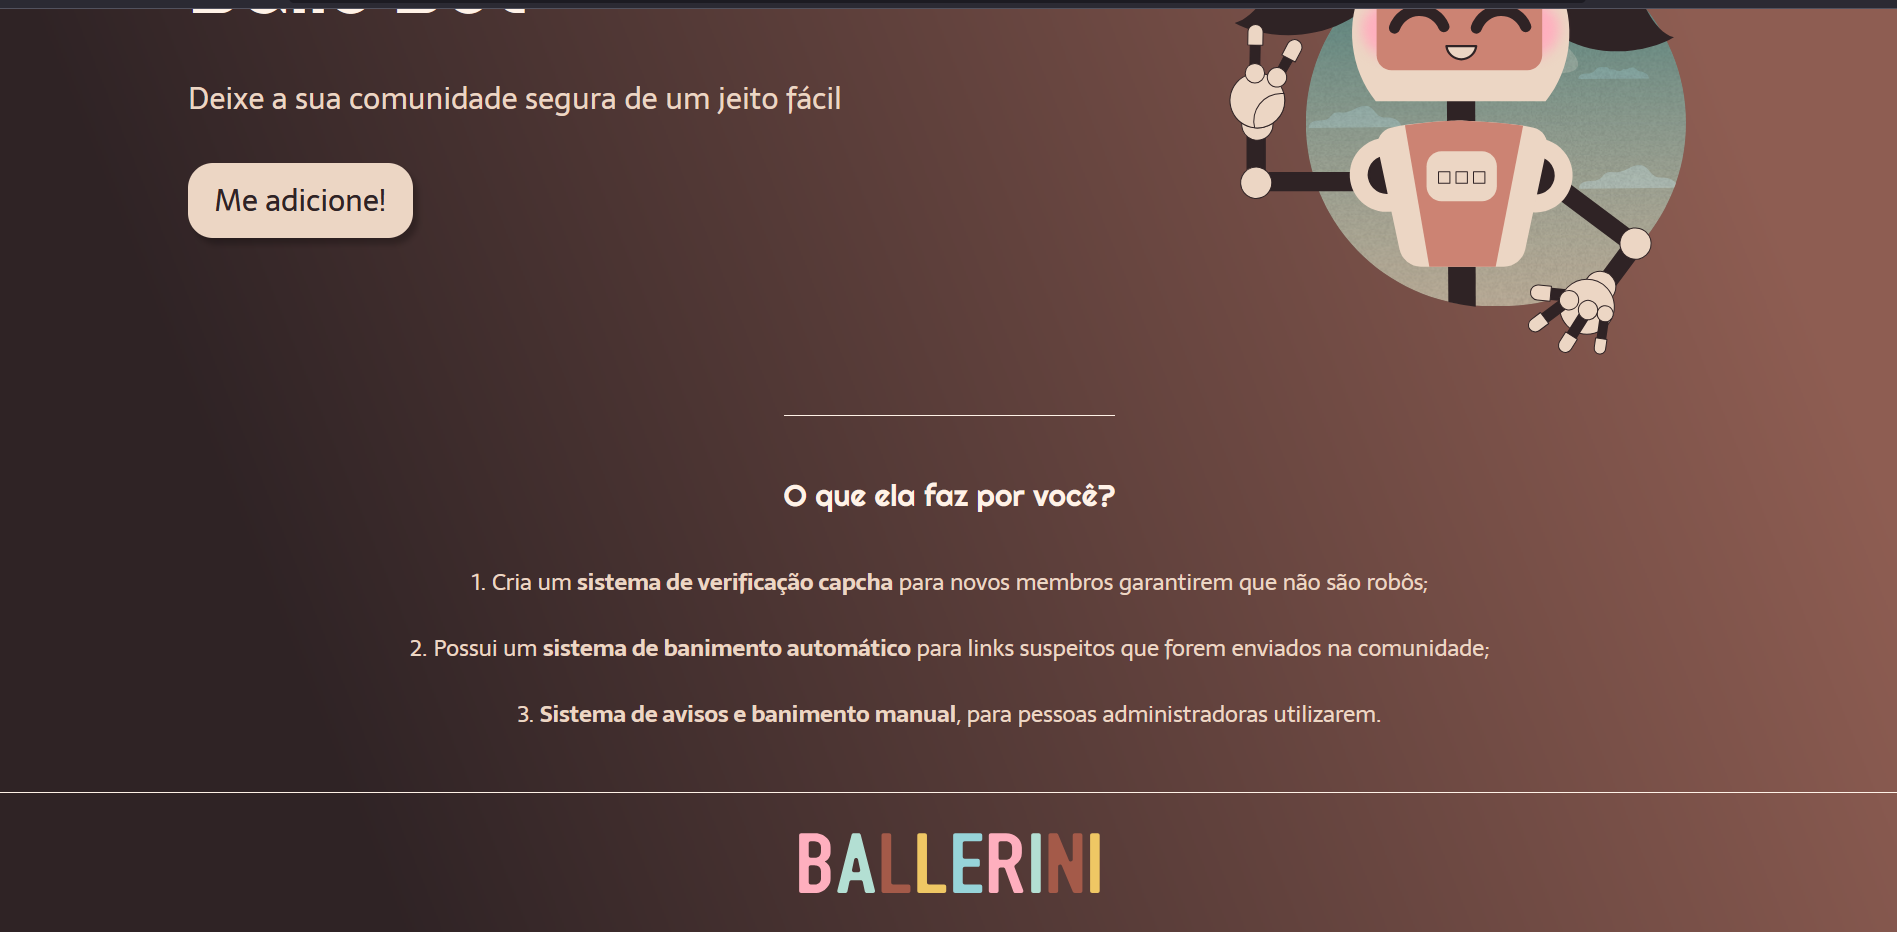 Deixe a sua comunidade segura de um jeito fácil
Me adicione!
O que ela faz por você?
1. Cria um sistema de verificação capcha para novos membros garantirem que não são robôs;
2. Possui um sistema de banimento automático para links suspeitos que forem enviados na comunidade;
3. Sistema de avisos e banimento manual, para pessoas administradoras utilizarem.
BALLERINI